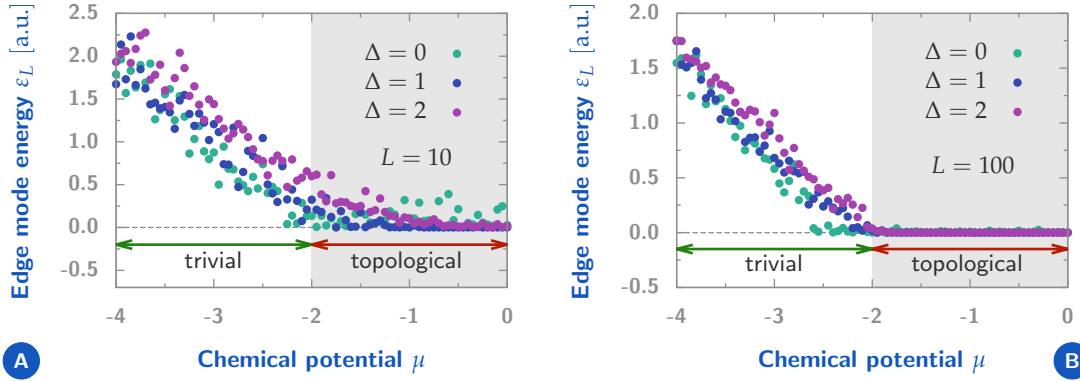 Edge mode energy ε_L [a.u.]
2.5
2.0
1.5
1.0
0.5
0.0
-0.5
Δ = 0
Δ = 1
Δ = 2
L = 10
trivial
topological
-4 -3 -2 -1 0
Chemical potential μ
A
Edge mode energy ε_L [a.u.]
2.0
1.5
1.0
0.5
0.0
-0.5
Δ = 0
Δ = 1
Δ = 2
L = 100
trivial
topological
-4 -3 -2 -1 0
Chemical potential μ
B